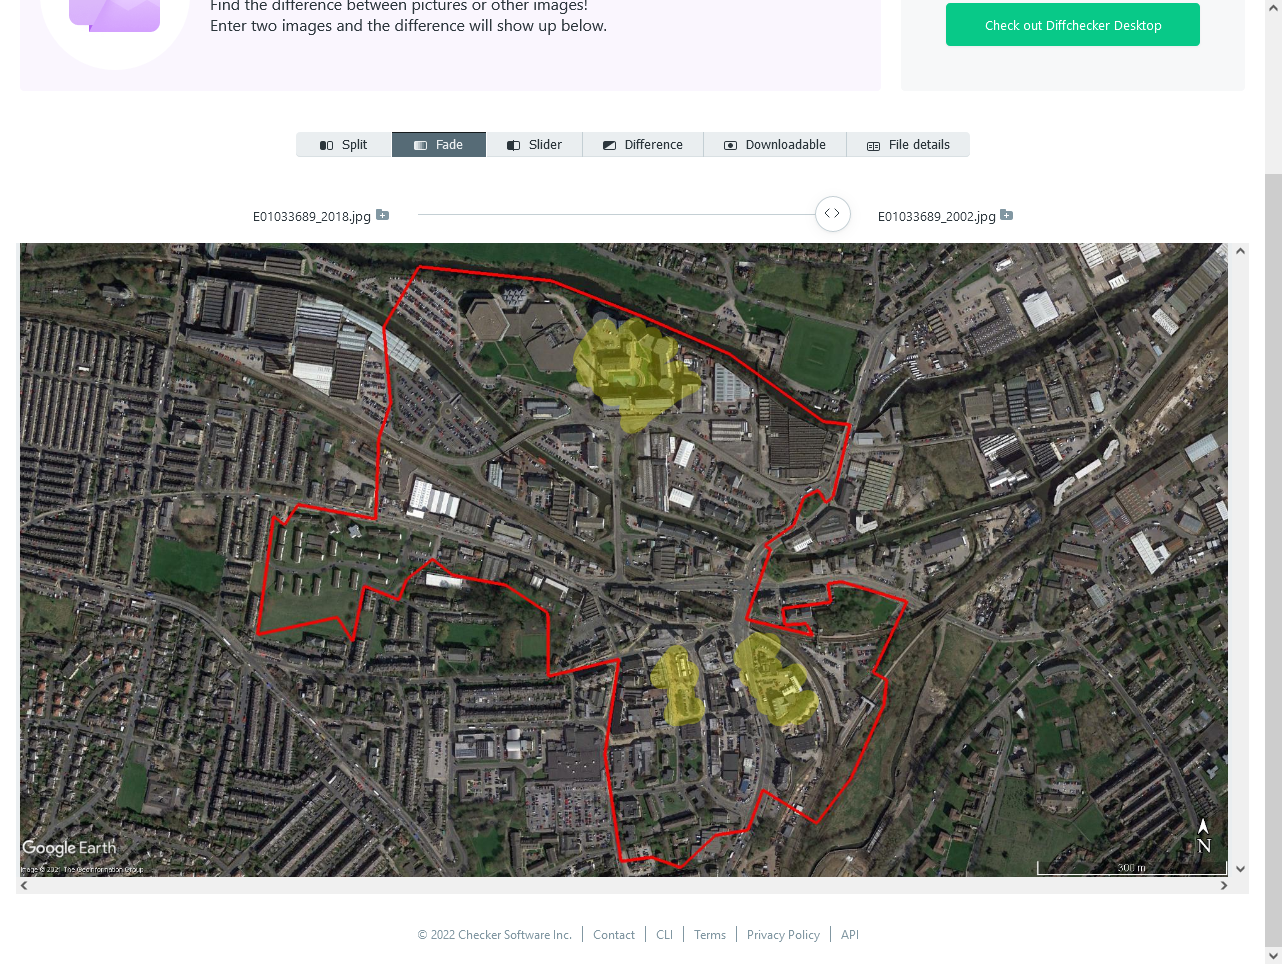 Find the difference between pictures or other images!
Enter two images and the difference will show up below.
Check out Diffchecker Desktop
Split
Fade
Slider
Difference
Downloadable
File details
E01033689_2018.jpg
E01033689_2002.jpg
Google Earth
Image © 2021 The GeoInformation Group
N
300 m
© 2022 Checker Software Inc.
Contact
CLI
Terms
Privacy Policy
API